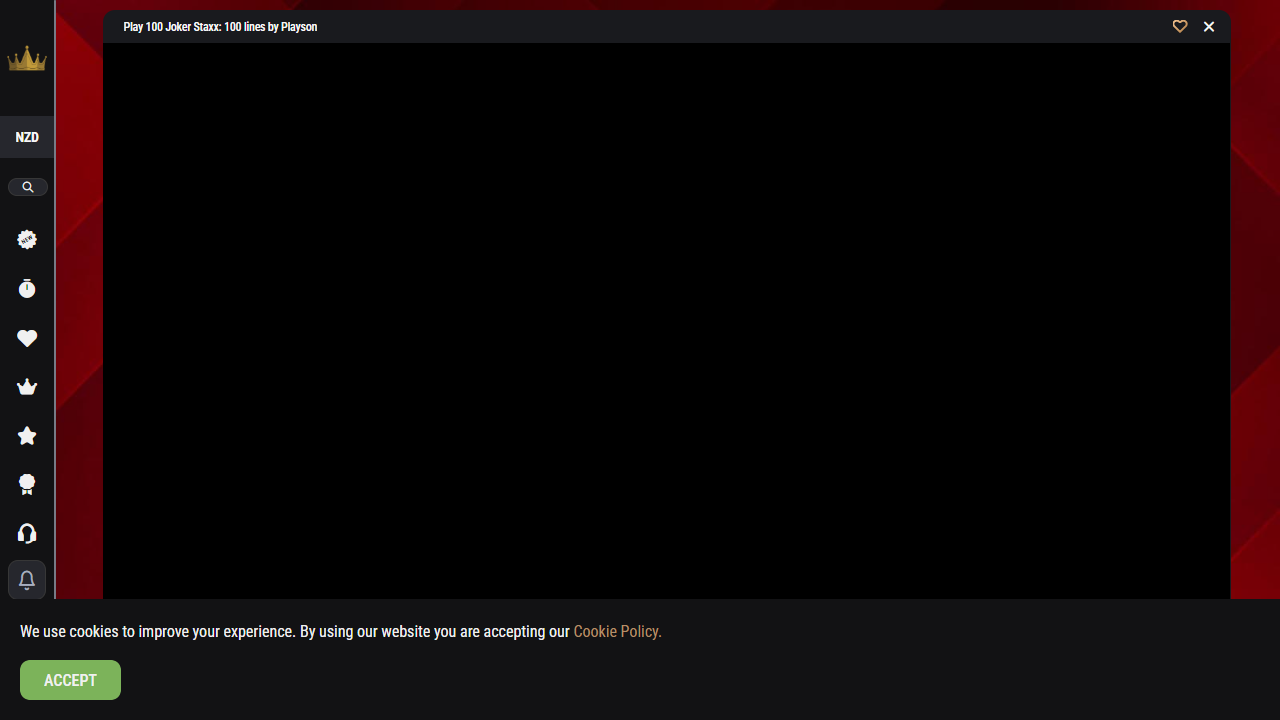 Play 100 Joker Staxx: 100 lines by Playson
NZD
NEW
We use cookies to improve your experience. By using our website you are accepting our Cookie Policy.
ACCEPT